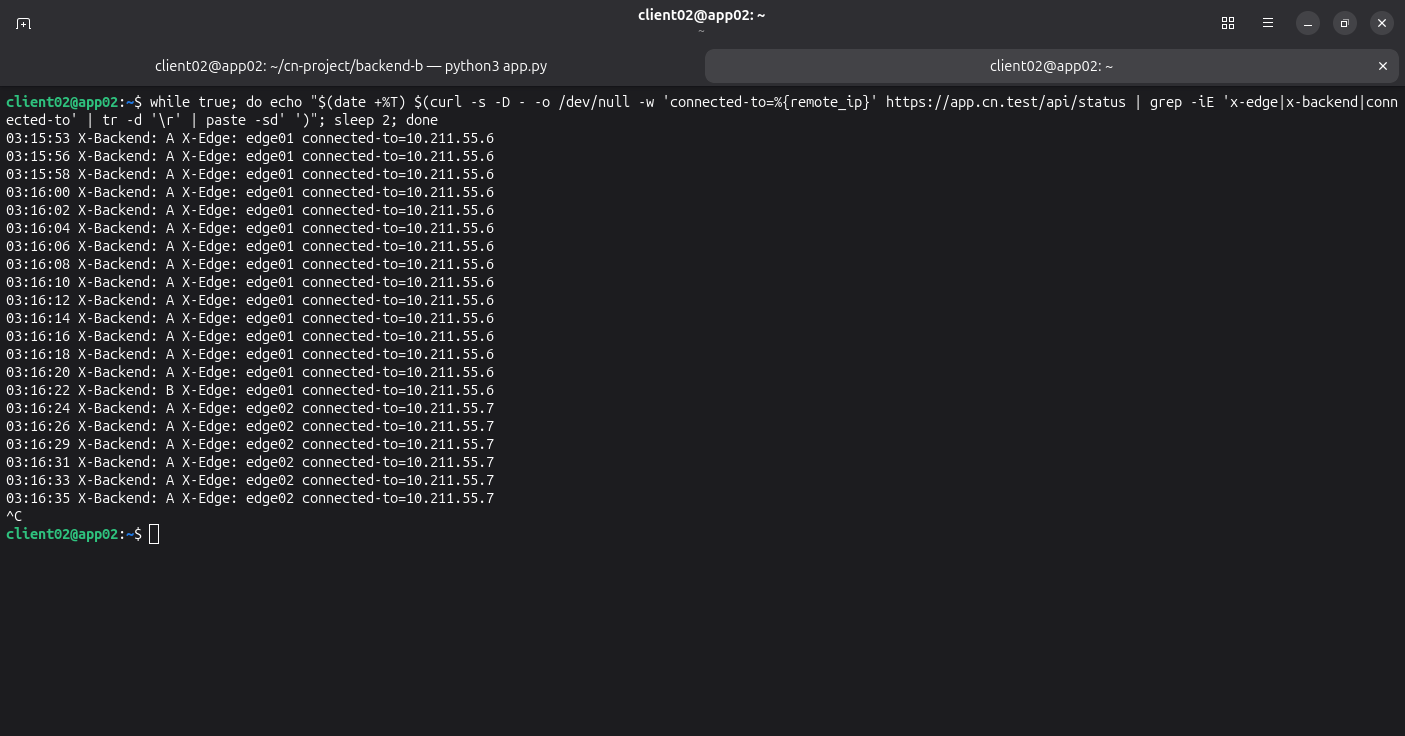 client02@app02: ~
~
client02@app02: ~/cn-project/backend-b — python3 app.py
client02@app02: ~
client02@app02:~$ while true; do echo "$(date +%T) $(curl -s -D - -o /dev/null -w 'connected-to=%{remote_ip}' https://app.cn.test/api/status | grep -iE 'x-edge|x-backend|conn
ected-to' | tr -d '\r' | paste -sd' ')"; sleep 2; done
03:15:53 X-Backend: A X-Edge: edge01 connected-to=10.211.55.6
03:15:56 X-Backend: A X-Edge: edge01 connected-to=10.211.55.6
03:15:58 X-Backend: A X-Edge: edge01 connected-to=10.211.55.6
03:16:00 X-Backend: A X-Edge: edge01 connected-to=10.211.55.6
03:16:02 X-Backend: A X-Edge: edge01 connected-to=10.211.55.6
03:16:04 X-Backend: A X-Edge: edge01 connected-to=10.211.55.6
03:16:06 X-Backend: A X-Edge: edge01 connected-to=10.211.55.6
03:16:08 X-Backend: A X-Edge: edge01 connected-to=10.211.55.6
03:16:10 X-Backend: A X-Edge: edge01 connected-to=10.211.55.6
03:16:12 X-Backend: A X-Edge: edge01 connected-to=10.211.55.6
03:16:14 X-Backend: A X-Edge: edge01 connected-to=10.211.55.6
03:16:16 X-Backend: A X-Edge: edge01 connected-to=10.211.55.6
03:16:18 X-Backend: A X-Edge: edge01 connected-to=10.211.55.6
03:16:20 X-Backend: A X-Edge: edge01 connected-to=10.211.55.6
03:16:22 X-Backend: B X-Edge: edge01 connected-to=10.211.55.6
03:16:24 X-Backend: A X-Edge: edge02 connected-to=10.211.55.7
03:16:26 X-Backend: A X-Edge: edge02 connected-to=10.211.55.7
03:16:29 X-Backend: A X-Edge: edge02 connected-to=10.211.55.7
03:16:31 X-Backend: A X-Edge: edge02 connected-to=10.211.55.7
03:16:33 X-Backend: A X-Edge: edge02 connected-to=10.211.55.7
03:16:35 X-Backend: A X-Edge: edge02 connected-to=10.211.55.7
^C
client02@app02:~$